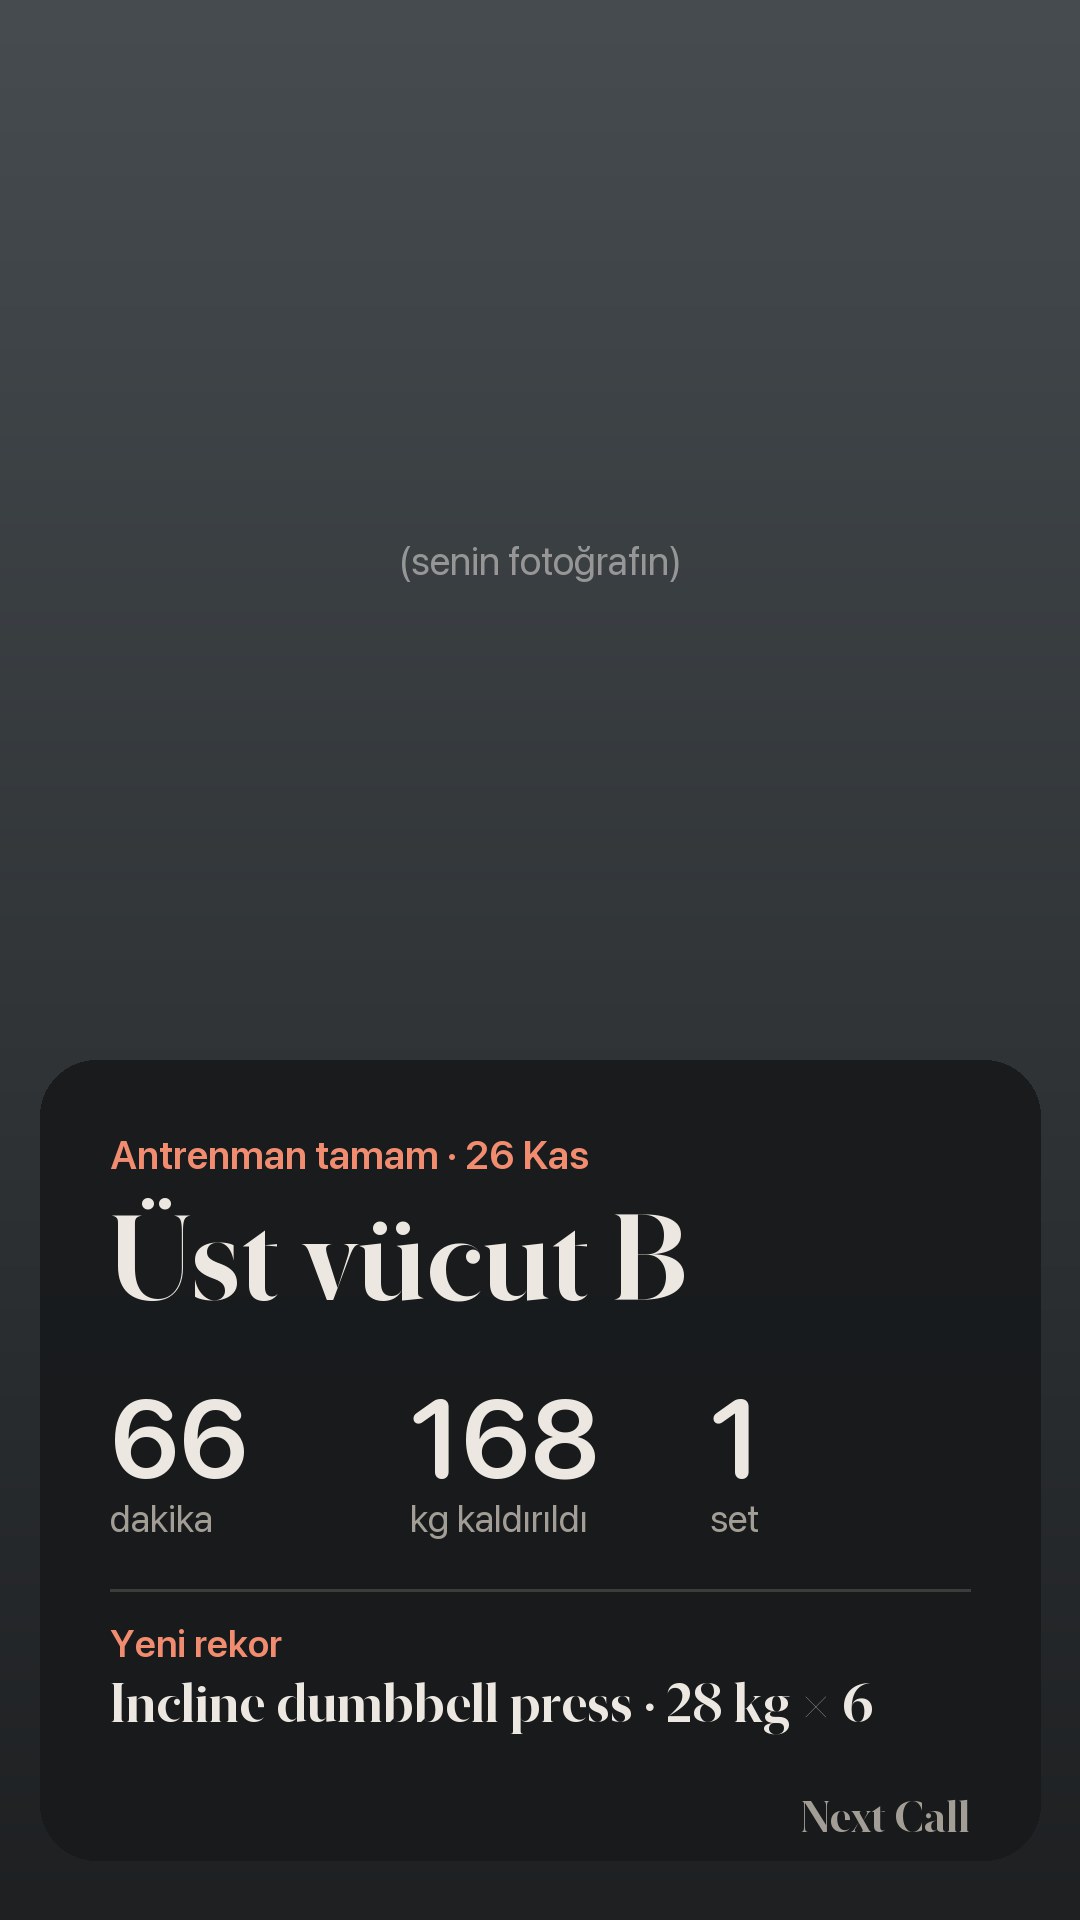 (senin fotoğrafın)
Antrenman tamam · 26 Kas
Üst vücut B
66 168 1
dakika kg kaldırıldı set
Yeni rekor
Incline dumbbell press · 28 kg × 6
Next Call